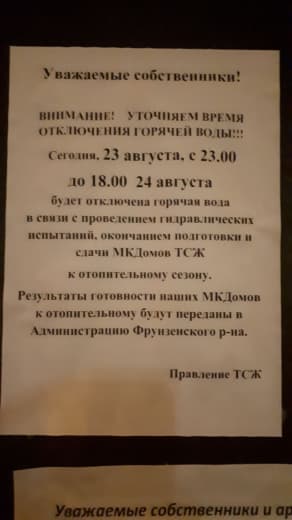 Уважаемые собственники!
ВНИМАНИЕ! УТОЧНЯЕМ ВРЕМЯ
ОТКЛЮЧЕНИЯ ГОРЯЧЕЙ ВОДЫ!!!
Сегодня, 23 августа, с 23.00
до 18.00 24 августа
будет отключена горячая вода
в связи с проведением гидравлических
испытаний, окончанием подготовки и
сдачи МКДомов ТСЖ
к отопительному сезону.
Результаты готовности наших МКДомов
к отопительному будут переданы в
Администрацию Фрунзенского р-на.
Правление ТСЖ
Уважаемые собственники и ар